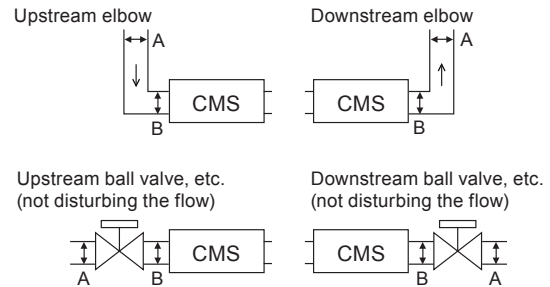 Upstream elbow
A
CMS
B
Downstream elbow
A
CMS
B
Upstream ball valve, etc.
(not disturbing the flow)
CMS
A
B
Downstream ball valve, etc.
(not disturbing the flow)
CMS
B
A